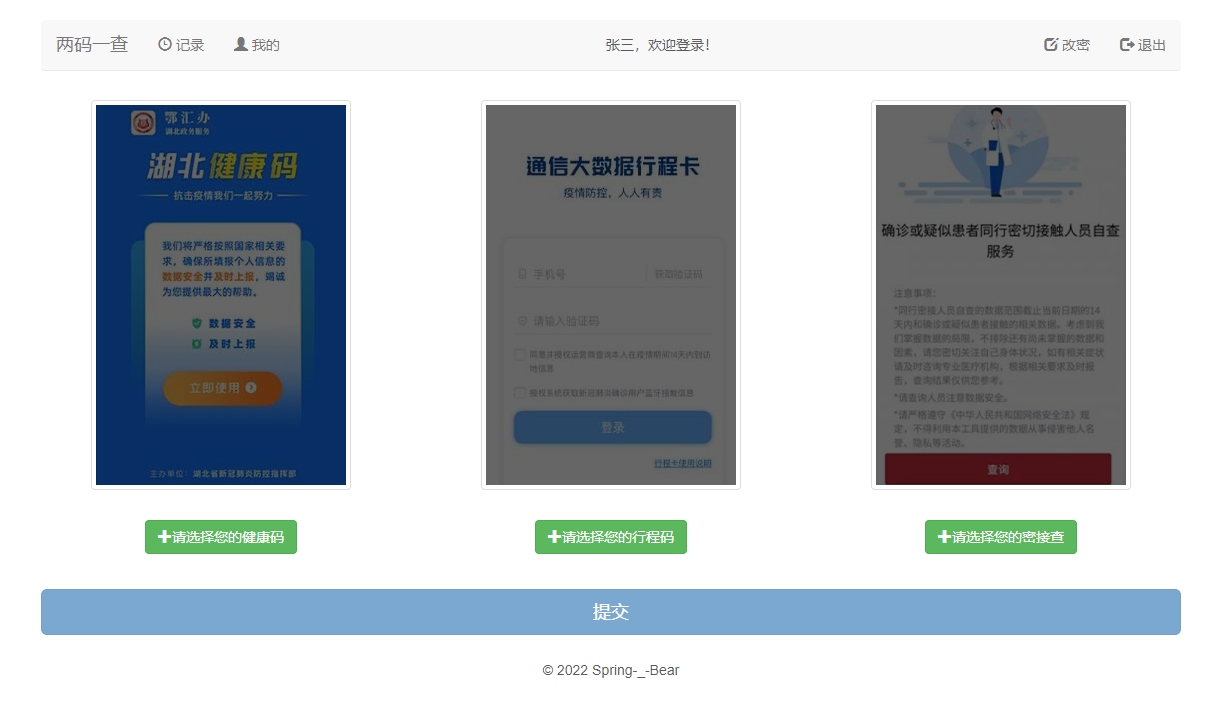 两码一查 记录 我的 张三，欢迎登录！ 改密 退出
鄂汇办
湖北政务服务
湖北健康码
抗击疫情我们一起努力
我们将严格按照国家相关要
求，确保所填报个人信息的
数据安全并及时上报，竭诚
为您提供最大的帮助。
数据安全
及时上报
立即使用
主办单位：湖北省新冠肺炎防控指挥部
通信大数据行程卡
疫情防控，人人有责
手机号 获取验证码
请输入验证码
同意并授权运营商查询本人在疫情期间14天内到访
地信息
授权系统获取新冠肺炎确诊用户蓝牙接触信息
登录
行程卡使用说明
确诊或疑似患者同行密切接触人员自查
服务
注意事项：
*同行密接人员自查的数据范围截止当前日期的14
天内和确诊或疑似患者接触的相关数据。考虑到我
们掌握数据的局限，不排除还有尚未掌握的数据和
因素，请您密切关注自己身体状况，如有相关症状
请及时咨询专业医疗机构，根据相关要求及时报
告，查询结果仅供您参考。
*请查询人员注意数据安全。
*请严格遵守《中华人民共和国网络安全法》规
定，不得利用本工具提供的数据从事侵害他人名
誉、隐私等活动。
查询
请选择您的健康码
请选择您的行程码
请选择您的密接查
提交
© 2022 Spring-_-Bear